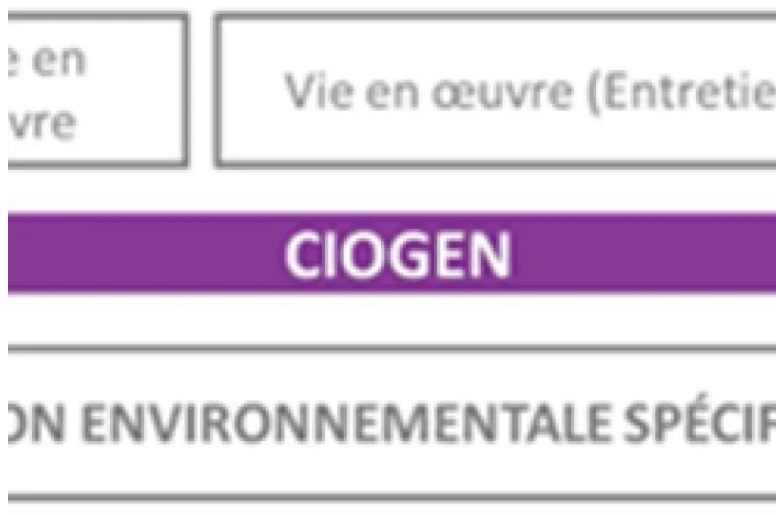 e en
vre
Vie en œuvre (Entretie
CIOGEN
ON ENVIRONNEMENTALE SPÉCIF